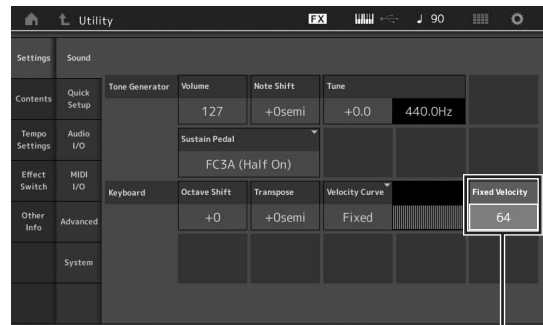 Utility
FX
♩ 90
Settings
Sound
Contents
Quick Setup
Tempo Settings
Audio I/O
Effect Switch
MIDI I/O
Other Info
Advanced
System
Tone Generator
Volume
127
Note Shift
+0semi
Tune
+0.0
440.0Hz
Sustain Pedal
FC3A (Half On)
Keyboard
Octave Shift
+0
Transpose
+0semi
Velocity Curve
Fixed
Fixed Velocity
64